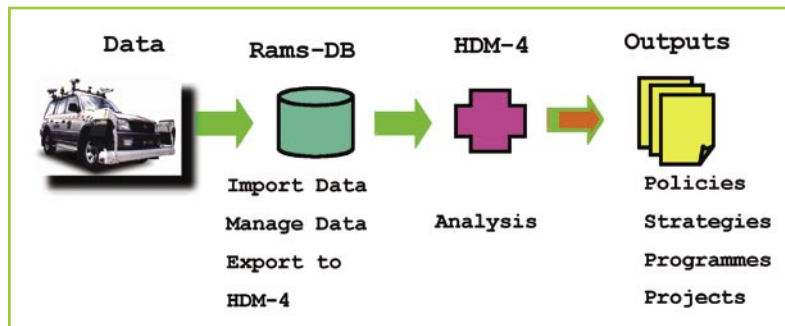 Data
Rams-DB
HDM-4
Outputs
Import Data
Manage Data
Export to
HDM-4
Analysis
Policies
Strategies
Programmes
Projects